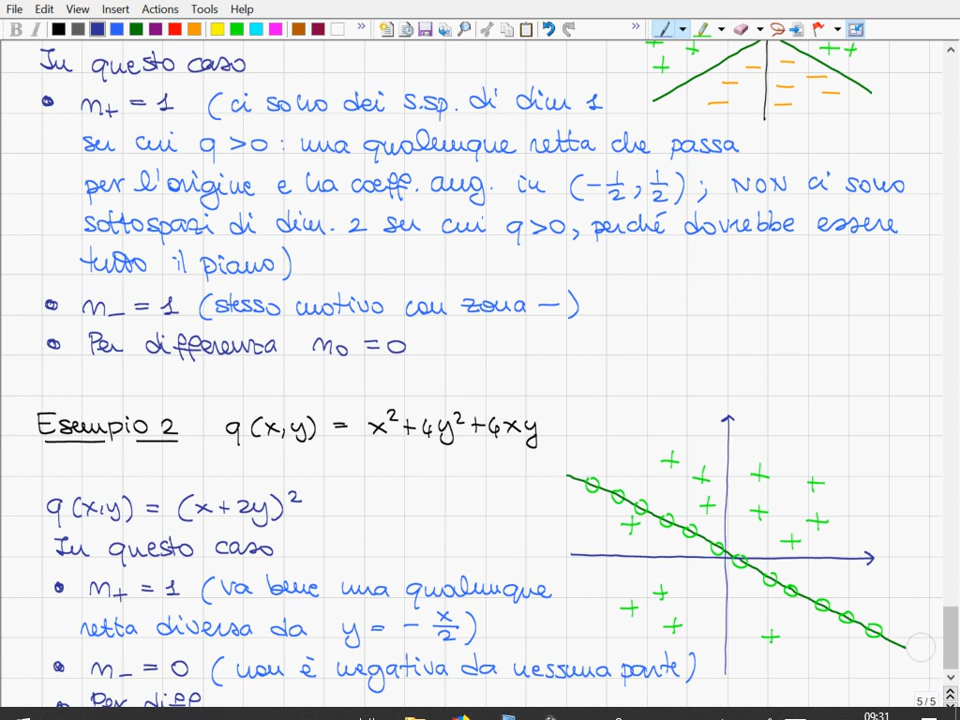 File Edit View Insert Actions Tools Help
B I
In questo caso
• n₊ = 1 (ci sono dei s.sp. di dim 1
su cui q>0 : una qualunque retta che passa
per l'origine e ha coeff. ang. in (-1/2, 1/2) ; NON ci sono
sottospazi di dim. 2 su cui q>0, perché dovrebbe essere
tutto il piano)
• n₋ = 1 (stesso motivo con zona -)
• Per differenza n₀ = 0
Esempio 2 q(x,y) = x²+4y²+4xy
q(x,y) = (x+2y)²
In questo caso
• n₊ = 1 (va bene una qualunque
retta diversa da y = - x/2)
• n₋ = 0 (non è negativa da nessuna parte)
• Per diff
5/5
09:31